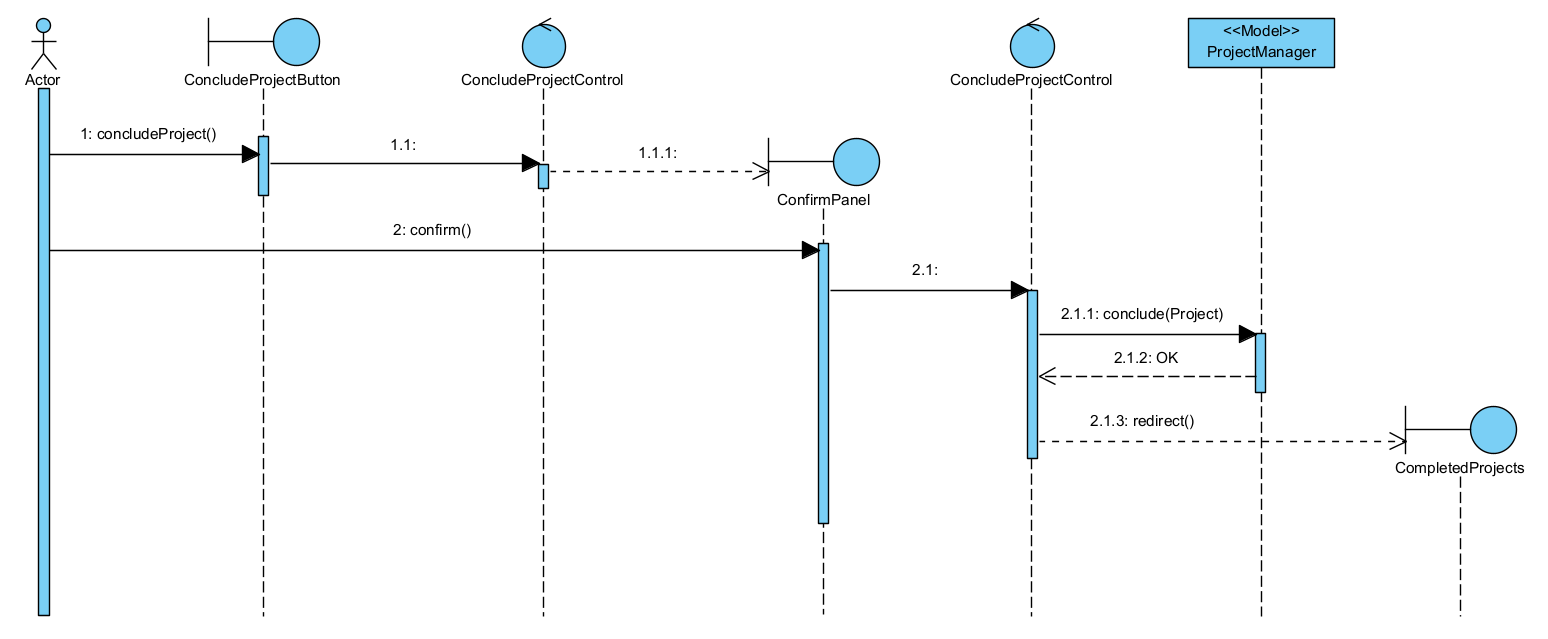 <<Model>>
ProjectManager
Actor
ConcludeProjectButton
ConcludeProjectControl
ConcludeProjectControl
1: concludeProject()
1.1:
1.1.1:
ConfirmPanel
2: confirm()
2.1:
2.1.1: conclude(Project)
2.1.2: OK
2.1.3: redirect()
CompletedProjects